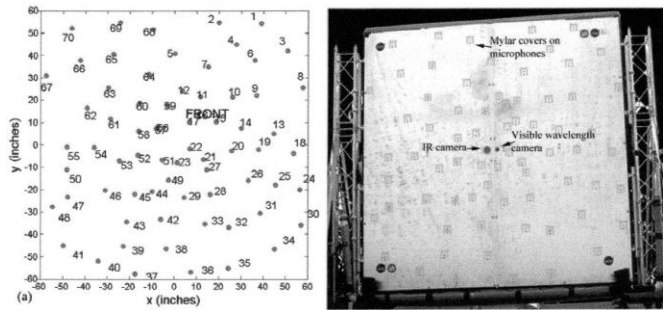 60
50
40
30
20
10
0
-10
-20
-30
-40
-50
-60
y (inches)
-60 -50 -40 -30 -20 -10 0 10 20 30 40 50 60
x (inches)
(a)
70 69 68 2 1
66 65 5 4 6 3
67 64 7 8
63 12 11 10 9
62 60 59
FRONT
61 58 56 17 14 13
55 54 52 22 20 19 18
53 51 23 21
50 49 27 26 25 24
48 47 46 45 44 29 28
43 42 33 32 31 30
41 40 39 38 35 34
37 36
Mylar covers on
microphones
IR camera
Visible wavelength
camera